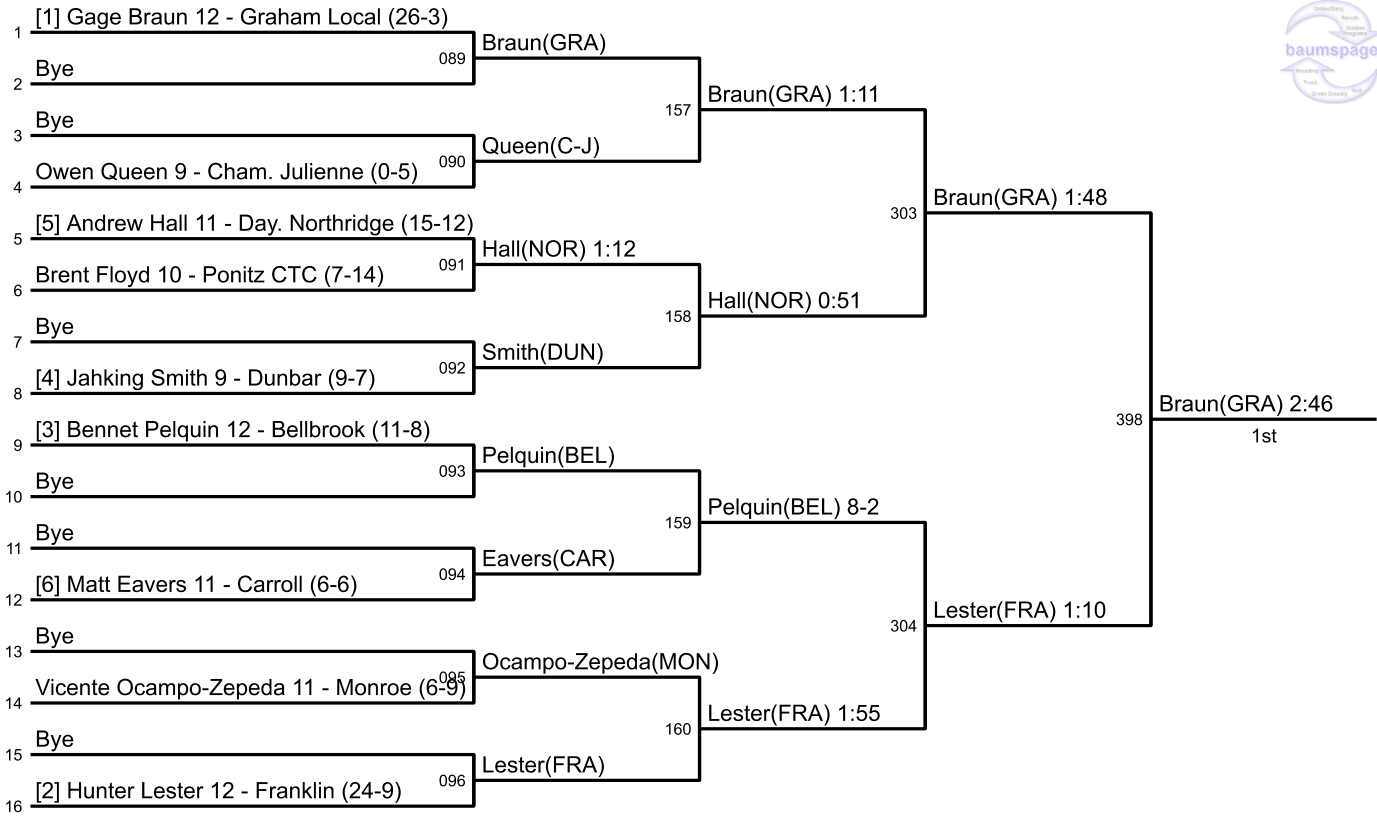 [1] Gage Braun 12 - Graham Local (26-3)
1
Bye
2
089
Braun(GRA)
Bye
3
Owen Queen 9 - Cham. Julienne (0-5)
4
090
Queen(C-J)
157
Braun(GRA) 1:11
[5] Andrew Hall 11 - Day. Northridge (15-12)
5
Brent Floyd 10 - Ponitz CTC (7-14)
6
091
Hall(NOR) 1:12
Bye
7
[4] Jahking Smith 9 - Dunbar (9-7)
8
092
Smith(DUN)
158
Hall(NOR) 0:51
303
Braun(GRA) 1:48
[3] Bennet Pelquin 12 - Bellbrook (11-8)
9
Bye
10
093
Pelquin(BEL)
Bye
11
[6] Matt Eavers 11 - Carroll (6-6)
12
094
Eavers(CAR)
159
Pelquin(BEL) 8-2
Bye
13
Vicente Ocampo-Zepeda 11 - Monroe (6-9)
14
095
Ocampo-Zepeda(MON)
Bye
15
[2] Hunter Lester 12 - Franklin (24-9)
16
096
Lester(FRA)
160
Lester(FRA) 1:55
304
Lester(FRA) 1:10
398
Braun(GRA) 2:46
1st
Online Entry
Results
baumspage
Wrestling
Track
Cross Country